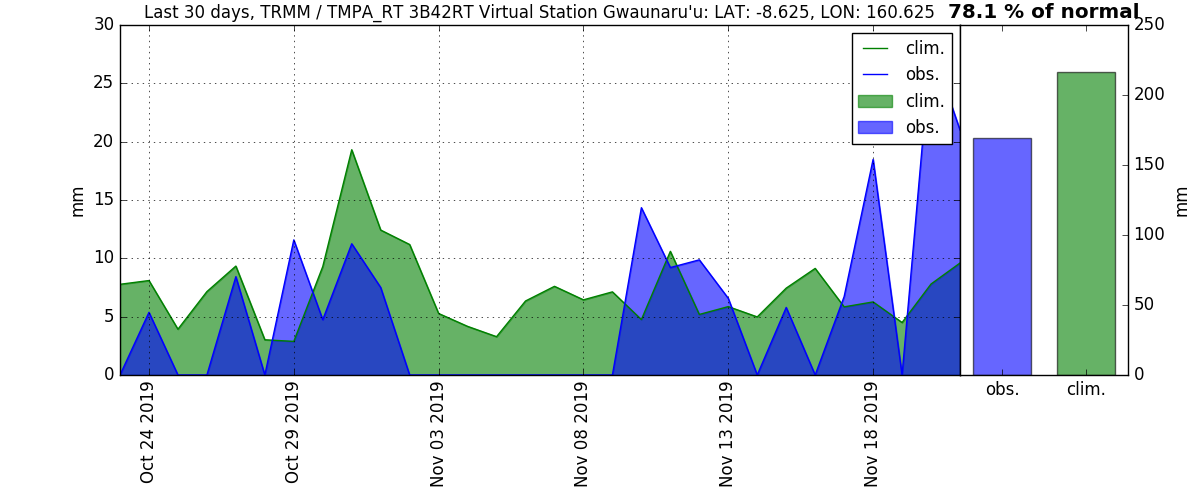 Last 30 days, TRMM / TMPA_RT 3B42RT Virtual Station Gwaunaru'u: LAT: -8.625, LON: 160.625 78.1 % of normal
30
25
20
15
10
5
0
mm
clim.
obs.
clim.
obs.
Oct 24 2019
Oct 29 2019
Nov 03 2019
Nov 08 2019
Nov 13 2019
Nov 18 2019
250
200
150
100
50
0
mm
obs.
clim.